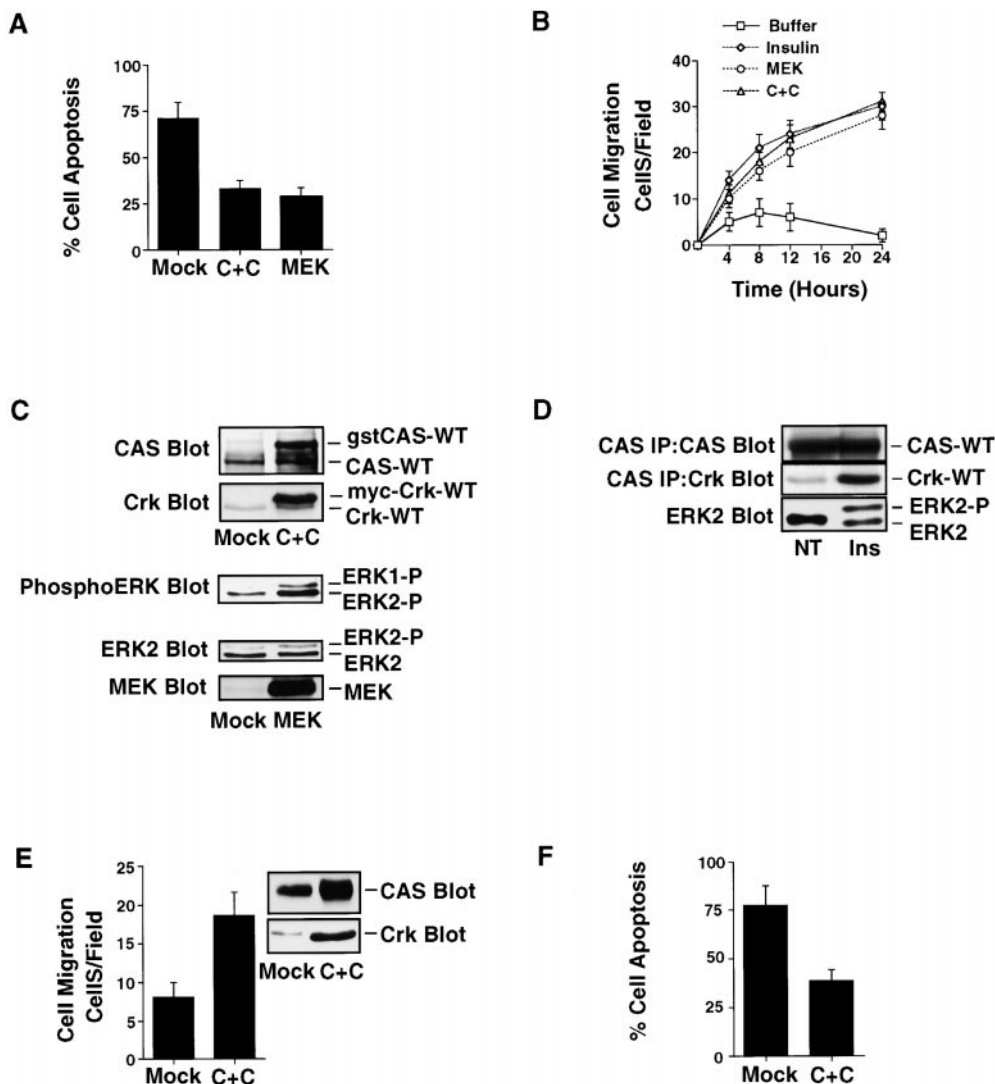 A
100
75
50
25
0
% Cell Apoptosis
Mock C+C MEK
B
Buffer
Insulin
MEK
C+C
40
30
20
10
0
Cell Migration
CellS/Field
4 8 12 16 20 24
Time (Hours)
C
CAS Blot
gstCAS-WT
CAS-WT
Crk Blot
myc-Crk-WT
Crk-WT
Mock C+C
PhosphoERK Blot
ERK1-P
ERK2-P
ERK2 Blot
ERK2-P
ERK2
MEK Blot
MEK
Mock MEK
D
CAS IP:CAS Blot
CAS-WT
CAS IP:Crk Blot
Crk-WT
ERK2 Blot
ERK2-P
ERK2
NT Ins
E
25
20
15
10
5
0
Cell Migration
CellS/Field
Mock C+C
CAS Blot
Crk Blot
Mock C+C
F
100
75
50
25
0
% Cell Apoptosis
Mock C+C